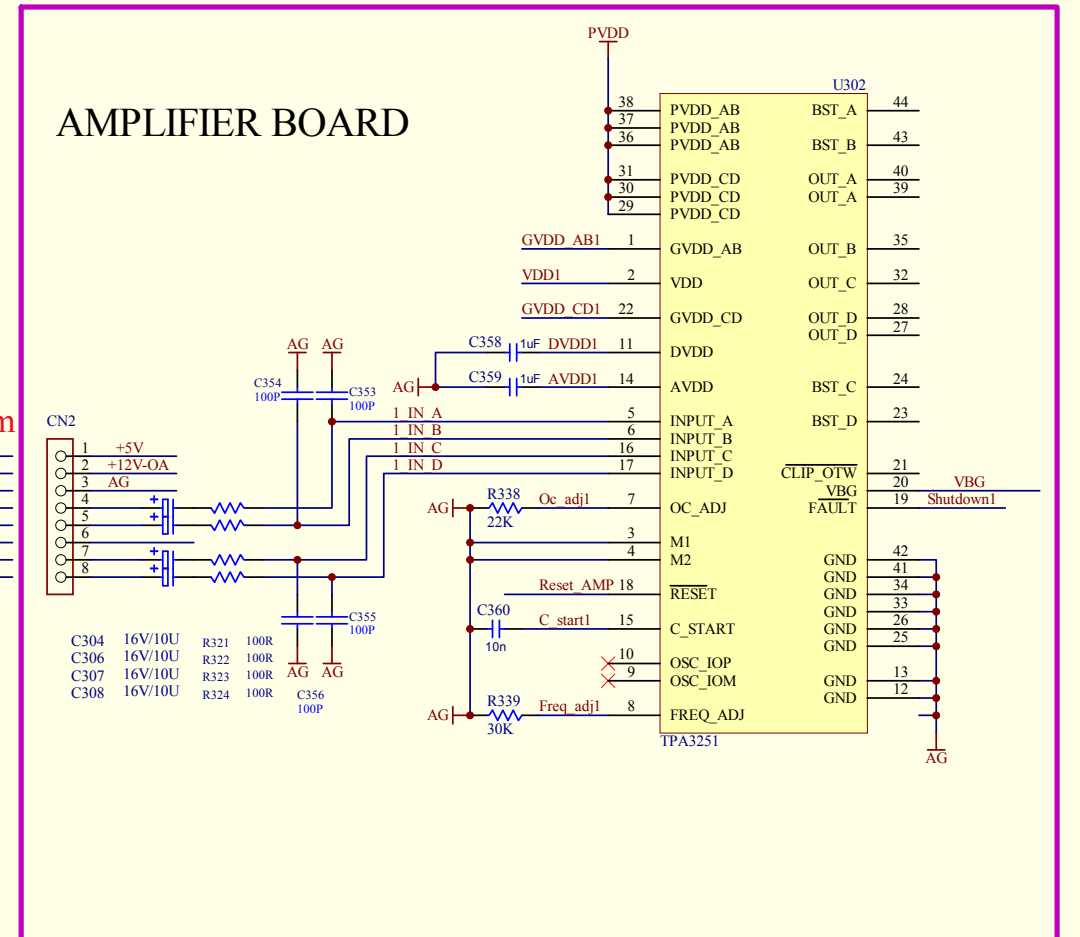 PVDD
U302
AMPLIFIER BOARD
38 PVDD_AB BST_A 44
37 PVDD_AB
36 PVDD_AB BST_B 43
31 PVDD_CD OUT_A 40
30 PVDD_CD OUT_A 39
29 PVDD_CD
GVDD_AB1 1 GVDD_AB OUT_B 35
VDD1 2 VDD OUT_C 32
GVDD_CD1 22 GVDD_CD OUT_D 28
OUT_D 27
AG AG C358 1uF DVDD1 11 DVDD
C354 100P AG C359 1uF AVDD1 14 AVDD BST_C 24
C353 100P
m CN2 1_IN_A 5 INPUT_A BST_D 23
1_IN_B 6 INPUT_B
1 +5V 1_IN_C 16 INPUT_C
2 +12V-OA 1_IN_D 17 INPUT_D CLIP_OTW 21
3 AG VBG 20 VBG
4 + AG R338 22K Oc_adj1 7 OC_ADJ FAULT 19 Shutdown1
5
6 3 M1
7 + 4 M2 GND 42
8 GND 41
Reset_AMP 18 RESET GND 34
C360 10n GND 33
C355 100P C_start1 15 C_START GND 26
GND 25
C304 16V/10U R321 100R
C306 16V/10U R322 100R 10 OSC_IOP
C307 16V/10U R323 100R AG AG 9 OSC_IOM GND 13
C308 16V/10U R324 100R C356 100P GND 12
AG R339 30K Freq_adj1 8 FREQ_ADJ
TPA3251
AG